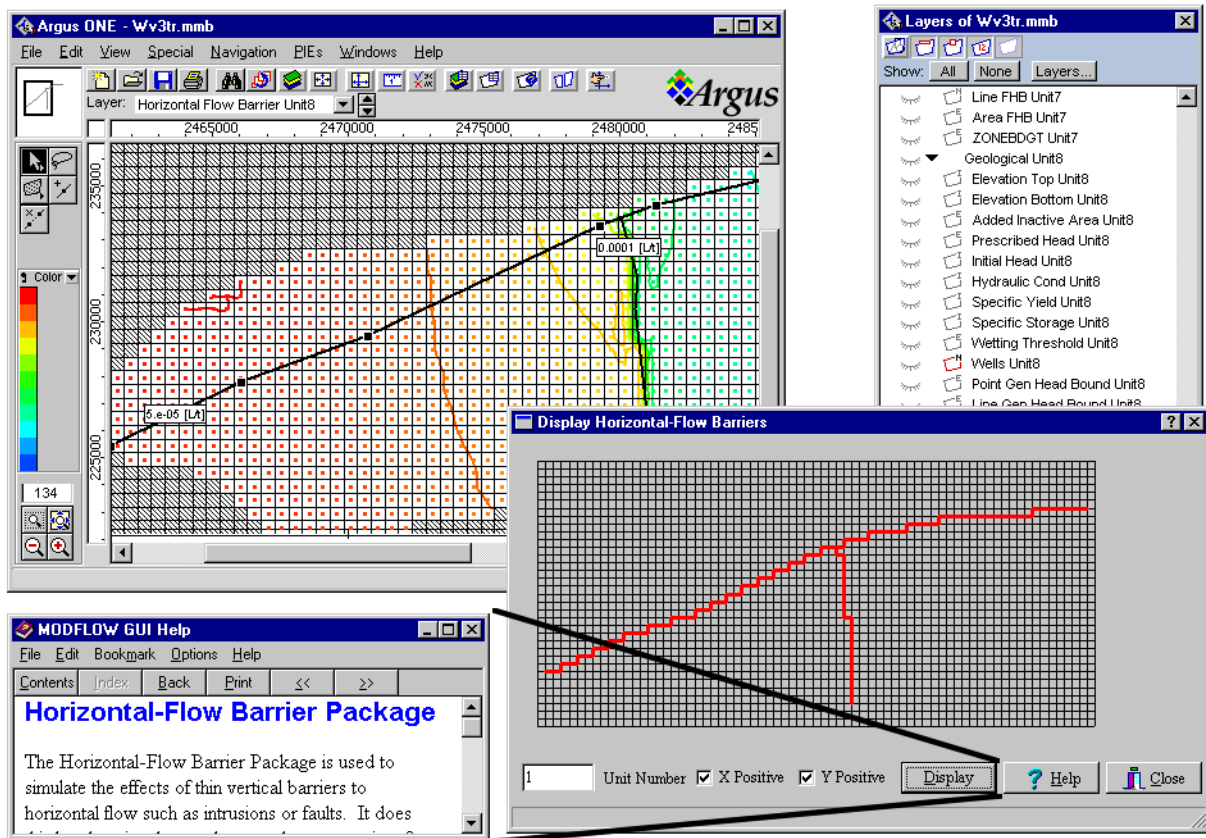 Argus ONE - Wv3tr.mmb
File Edit View Special Navigation PIEs Windows Help
Layer: Horizontal Flow Barrier Unit8
Argus
2465000 2470000 2475000 2480000 2485
235000
230000
225000
0.0001 [L/t]
5.e-05 [L/t]
Color
134
Layers of Wv3tr.mmb
Show: All None Layers...
Line FHB Unit7
Area FHB Unit7
ZONEBDGT Unit7
Geological Unit8
Elevation Top Unit8
Elevation Bottom Unit8
Added Inactive Area Unit8
Prescribed Head Unit8
Initial Head Unit8
Hydraulic Cond Unit8
Specific Yield Unit8
Specific Storage Unit8
Wetting Threshold Unit8
Wells Unit8
Point Gen Head Bound Unit8
Line Gen Head Bound Unit8
Display Horizontal-Flow Barriers
1 Unit Number X Positive Y Positive Display Help Close
MODFLOW GUI Help
File Edit Bookmark Options Help
Contents Index Back Print << >>
Horizontal-Flow Barrier Package
The Horizontal-Flow Barrier Package is used to
simulate the effects of thin vertical barriers to
horizontal flow such as intrusions or faults. It does